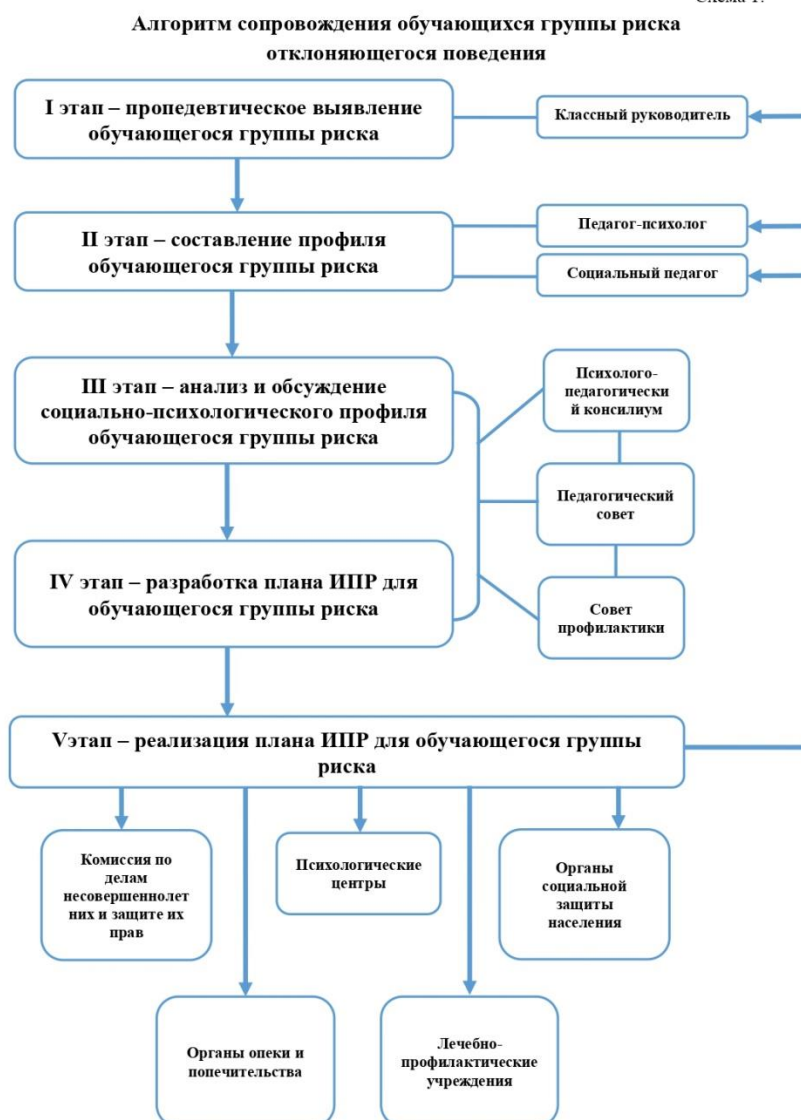 Схема 1.
Алгоритм сопровождения обучающихся группы риска
отклоняющегося поведения
I этап – пропедевтическое выявление
обучающегося группы риска
Классный руководитель
II этап – составление профиля
обучающегося группы риска
Педагог-психолог
Социальный педагог
III этап – анализ и обсуждение
социально-психологического профиля
обучающегося группы риска
Психолого-
педагогически
й консилиум
Педагогический
совет
IV этап – разработка плана ИПР для
обучающегося группы риска
Совет
профилактики
Vэтап – реализация плана ИПР для обучающегося группы
риска
Комиссия по
делам
несовершеннолет
них и защите их
прав
Психологические
центры
Органы
социальной
защиты
населения
Органы опеки и
попечительства
Лечебно-
профилактические
учреждения